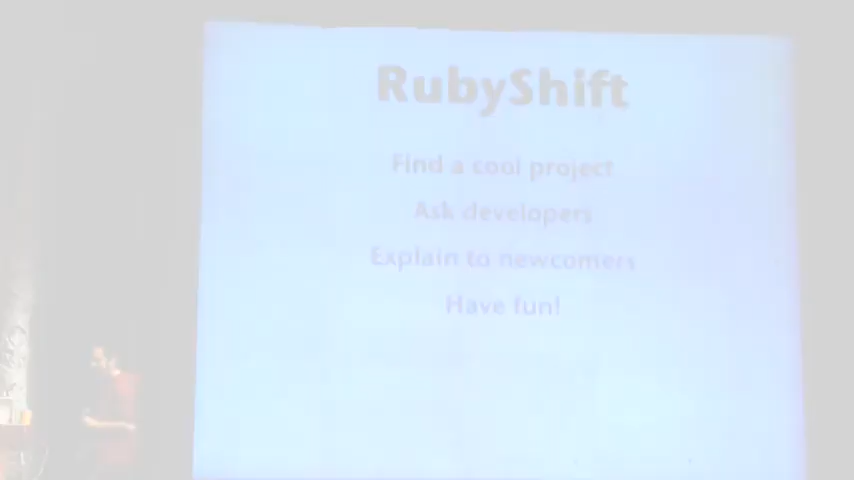 RubyShift
Find a cool project
Ask developers
Explain to newcomers
Have fun!